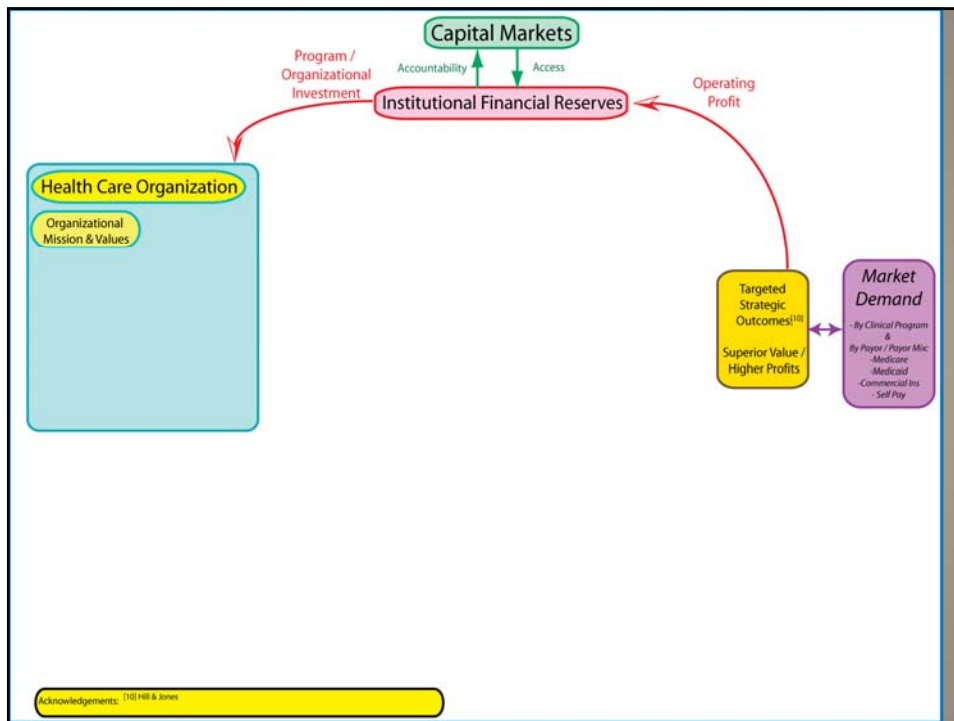 Capital Markets
Program /
Organizational
Investment
Accountability
Access
Institutional Financial Reserves
Operating
Profit
Health Care Organization
Organizational
Mission & Values
Targeted
Strategic
Outcomes:[10]
Superior Value /
Higher Profits
Market
Demand
- By Clinical Program
&
By Payor / Payor Mix:
-Medicare
-Medicaid
-Commercial Ins
- Self Pay
Acknowledgements: [10] Hill & Jones